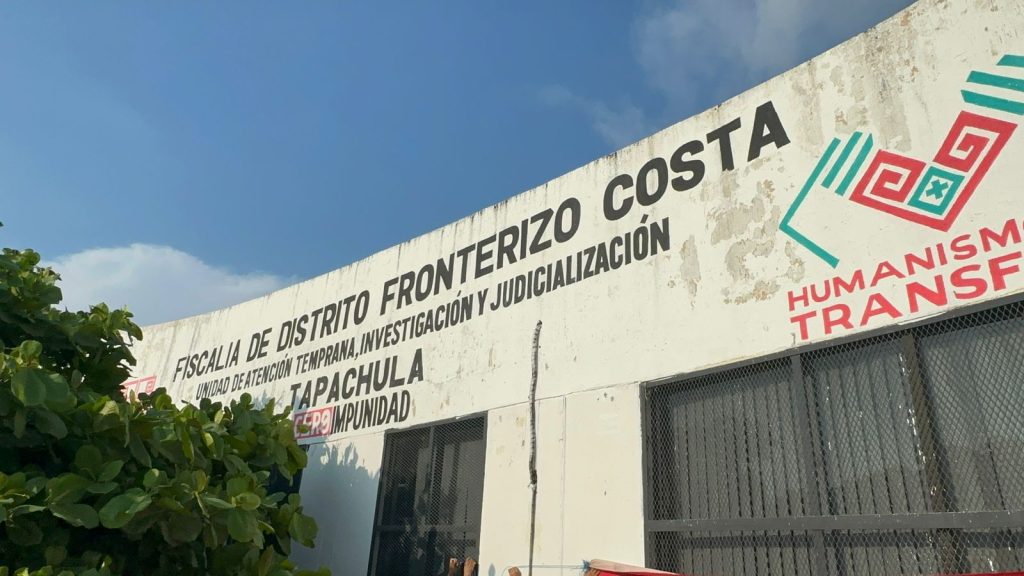 FISCALIA DE DISTRITO FRONTERIZO COSTA
UNIDAD DE ATENCIÓN TEMPRANA, INVESTIGACIÓN Y JUDICIALIZACIÓN
TAPACHULA
CERO IMPUNIDAD
HUMANISMO
TRANSF